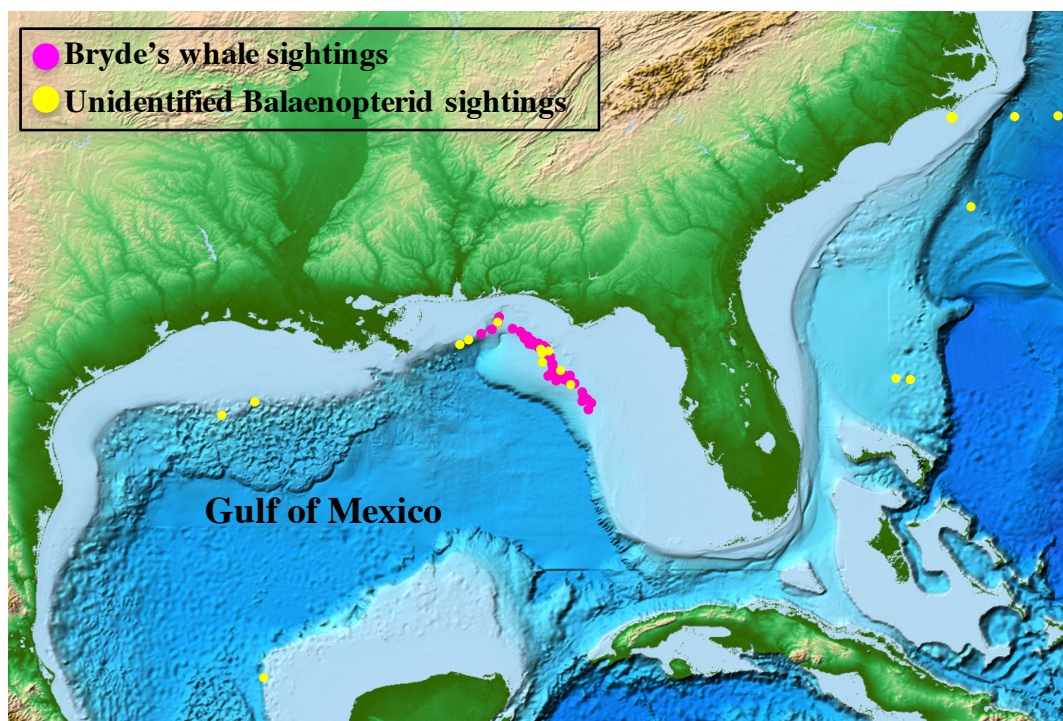 Bryde’s whale sightings
Unidentified Balaenopterid sightings
Gulf of Mexico